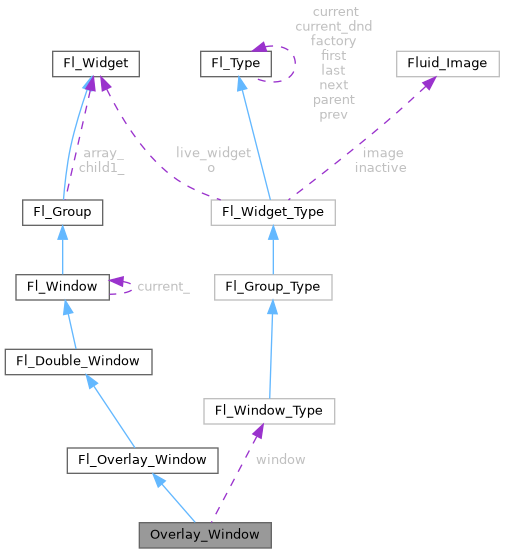 current
current_dnd
factory
first
last
next
parent
prev
Fl_Widget
Fl_Type
Fluid_Image
array_
child1_
live_widget
o
image
inactive
Fl_Group
Fl_Widget_Type
Fl_Window
current_
Fl_Group_Type
Fl_Double_Window
Fl_Window_Type
Fl_Overlay_Window
window
Overlay_Window